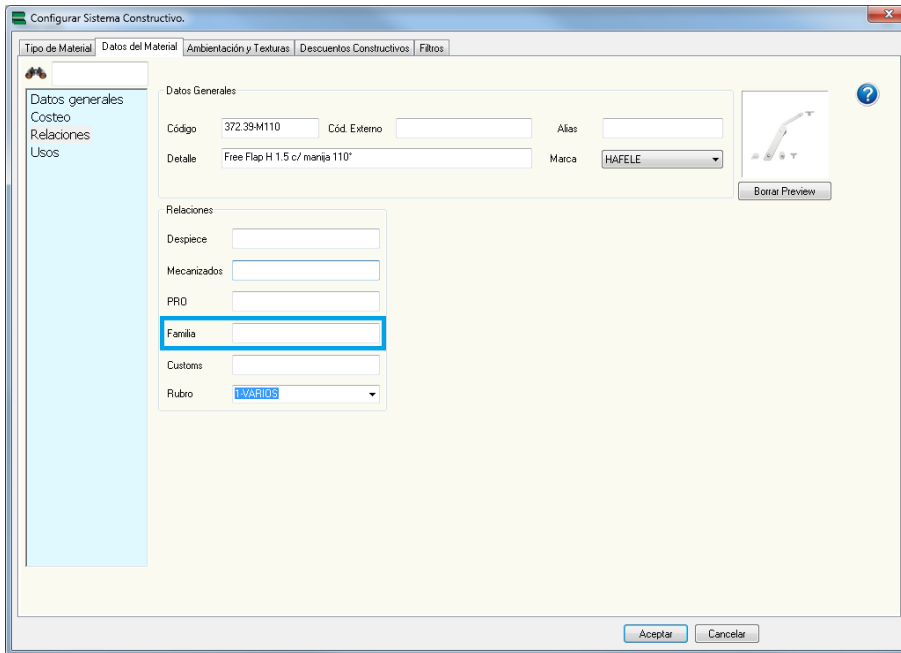 Configurar Sistema Constructivo.
Tipo de Material Datos del Material Ambientación y Texturas Descuentos Constructivos Filtros
Datos generales
Costeo
Relaciones
Usos
Datos Generales
Código 372.39-M110 Cód. Externo Alias
Detalle Free Flap H 1.5 c/ manija 110° Marca HAFELE
Borrar Preview
Relaciones
Despiece
Mecanizados
PRO
Familia
Customs
Rubro 1-VARIOS
Aceptar Cancelar